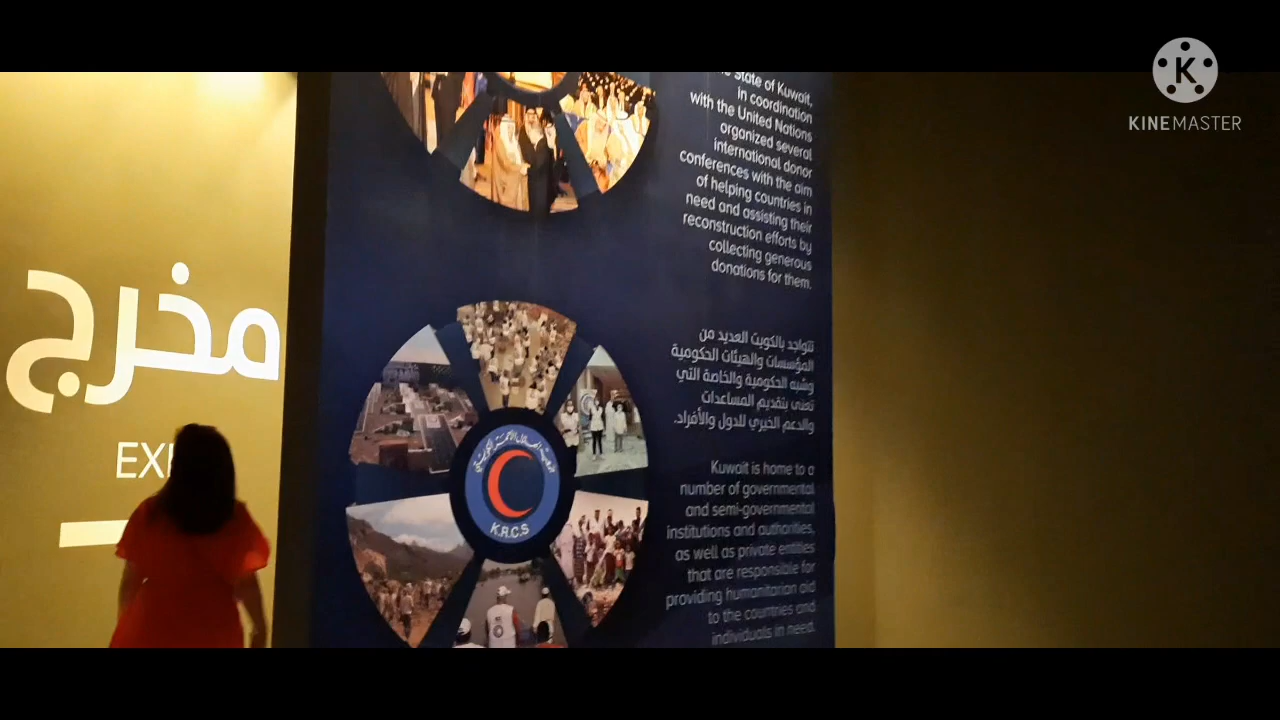 مخرج
State of Kuwait,
in coordination
with the United Nations
organized several
international donor
conferences with the aim
of helping countries in
need and assisting their
reconstruction efforts by
collecting generous
donations for them.
تتواجد بالكويت العديد من
المؤسسات والهيئات الحكومية
وشبه الحكومية والخاصة التي
تعنى بتقديم المساعدات
والدعم الخيري للدول والأفراد.
Kuwait is home to a
number of governmental
and semi-governmental
institutions and authorities,
as well as private entities
that are responsible for
providing humanitarian aid
to the countries and
individuals in need.
K.R.C.S
K
KINEMASTER